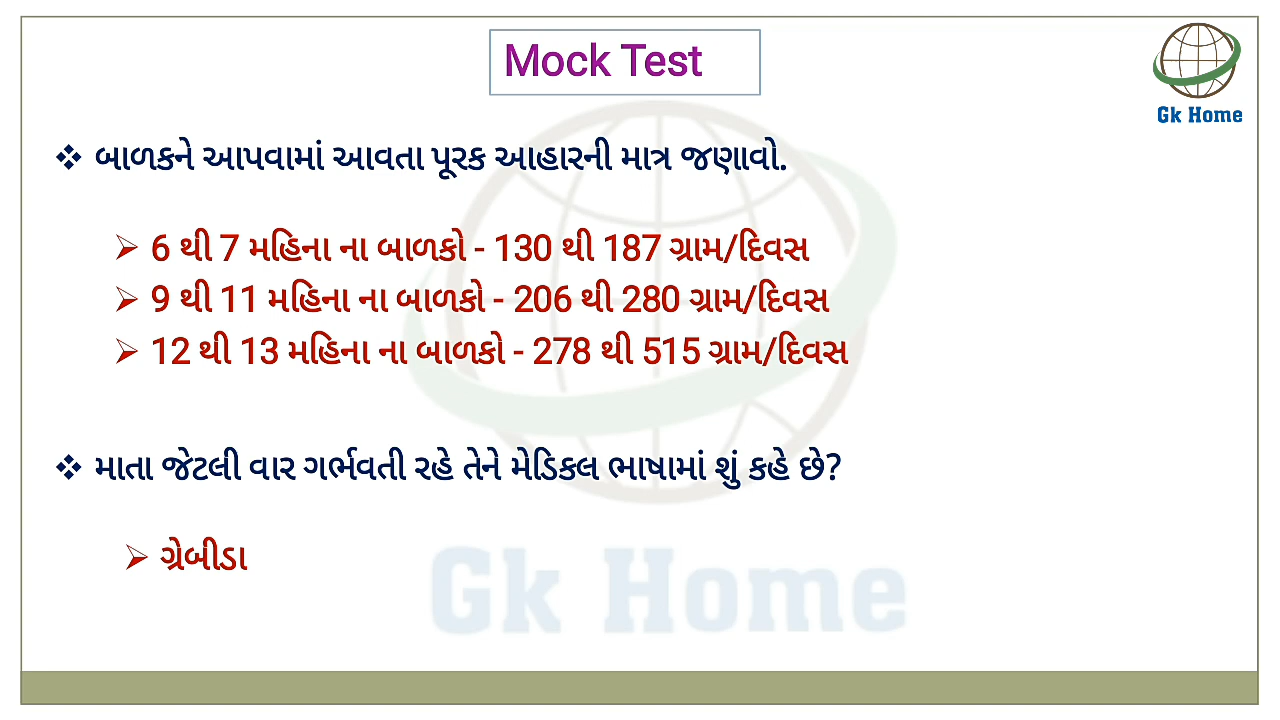 Mock Test
Gk Home
❖ બાળકને આપવામાં આવતા પૂરક આહારની માત્ર જણાવો.
➢ 6 થી 7 મહિના ના બાળકો - 130 થી 187 ગ્રામ/દિવસ
➢ 9 થી 11 મહિના ના બાળકો - 206 થી 280 ગ્રામ/દિવસ
➢ 12 થી 13 મહિના ના બાળકો - 278 થી 515 ગ્રામ/દિવસ
❖ માતા જેટલી વાર ગર્ભવતી રહે તેને મેડિકલ ભાષામાં શું કહે છે?
➢ ગ્રેબીડા
Gk Home